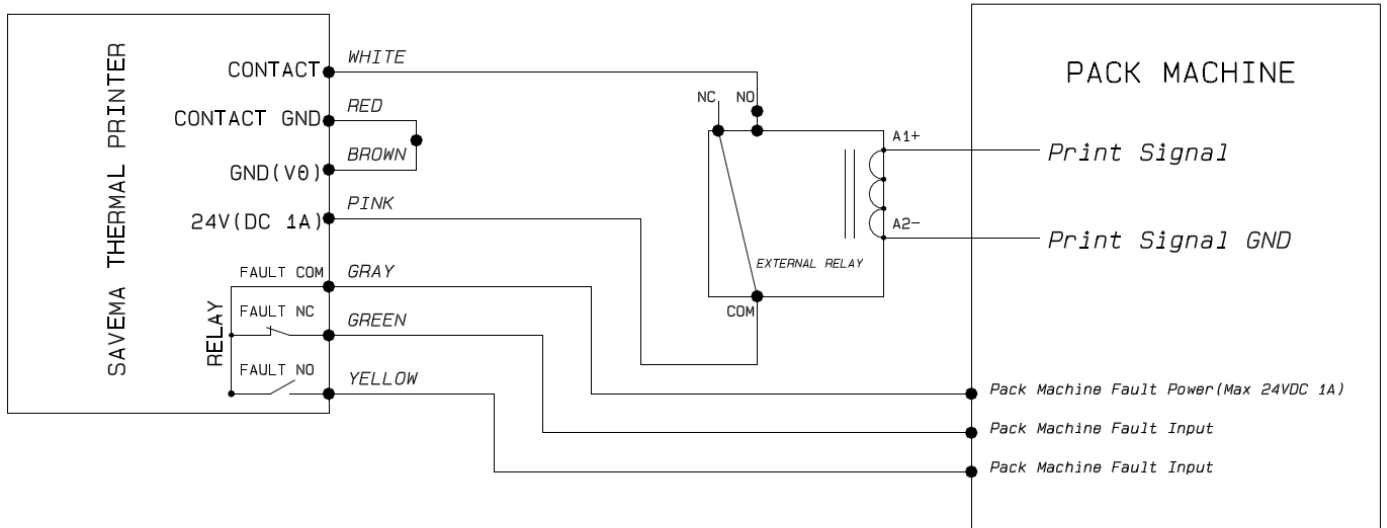 SAVEMA THERMAL PRINTER
CONTACT
WHITE
CONTACT GND
RED
BROWN
GND(V0)
24V(DC 1A)
PINK
FAULT COM
GRAY
RELAY
FAULT NC
GREEN
FAULT NO
YELLOW
NC
NO
A1+
A2-
EXTERNAL RELAY
COM
PACK MACHINE
Print Signal
Print Signal GND
Pack Machine Fault Power(Max 24VDC 1A)
Pack Machine Fault Input
Pack Machine Fault Input